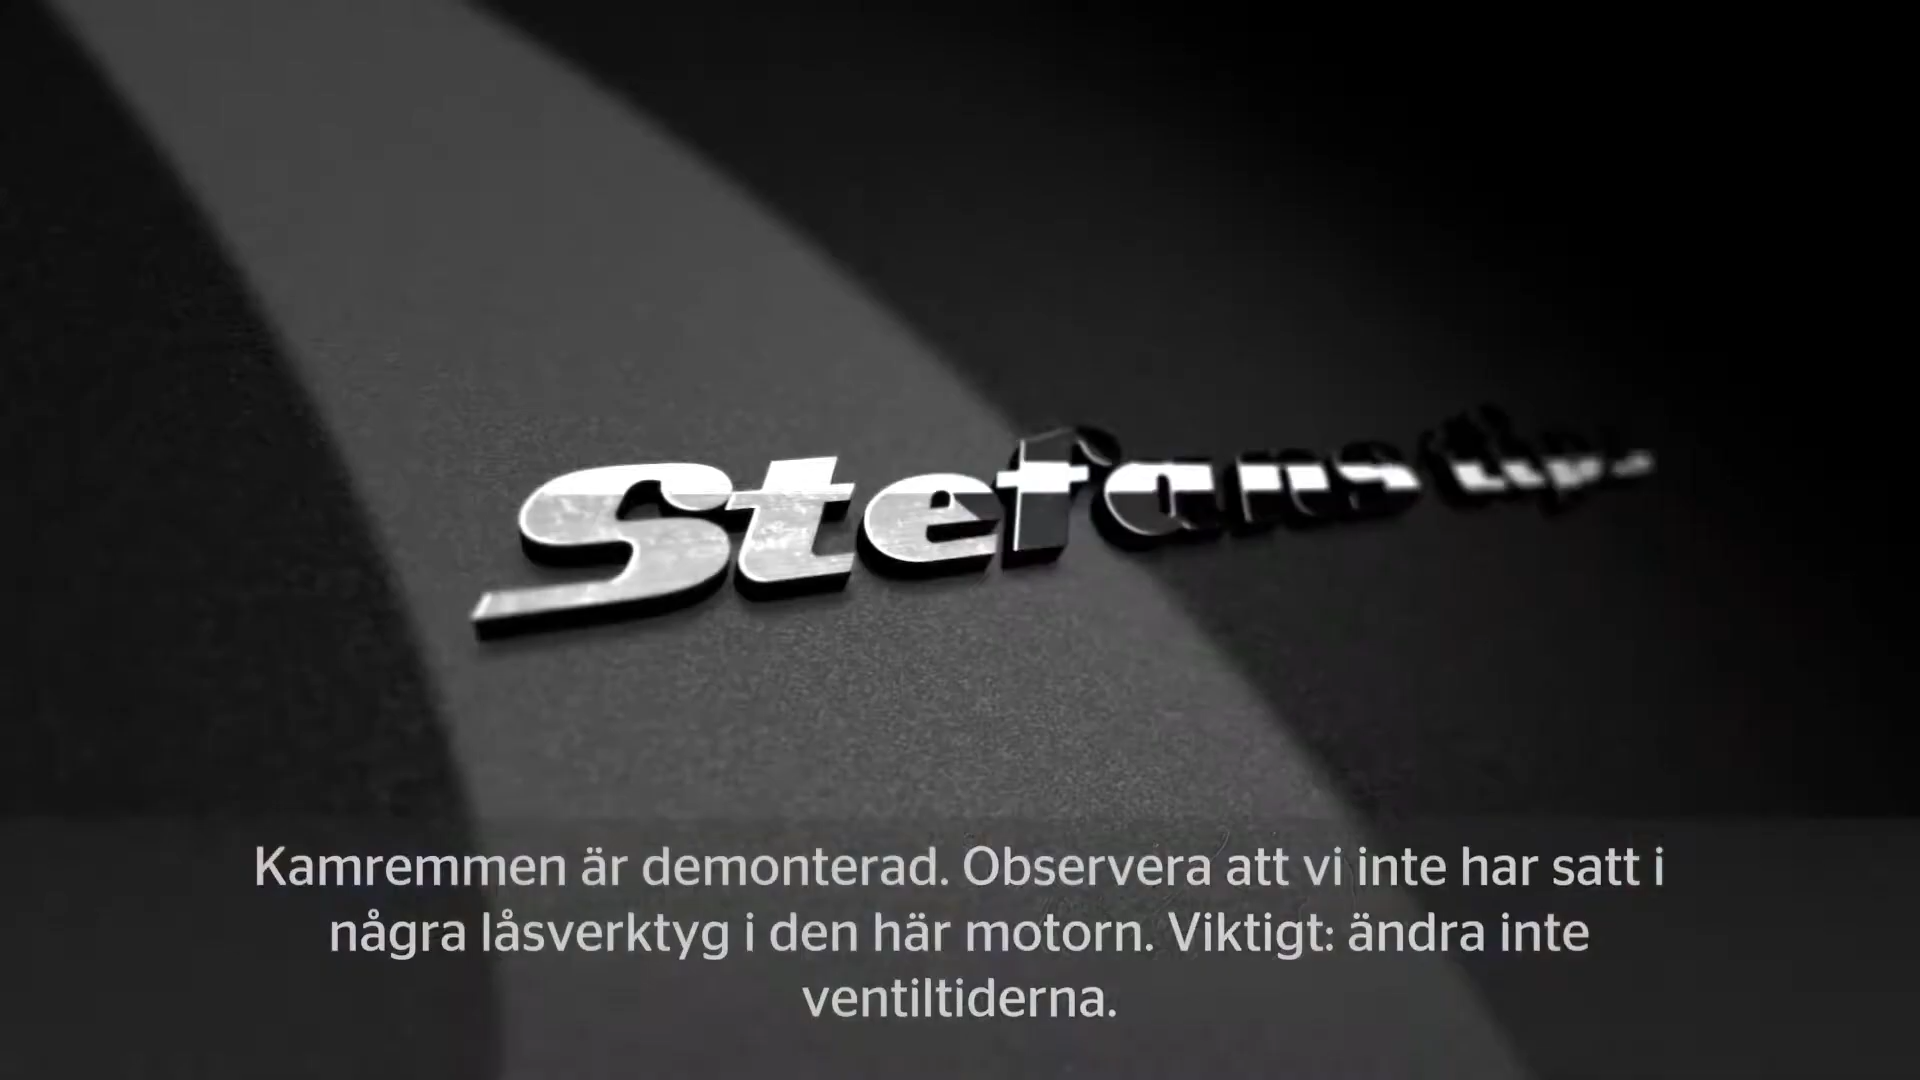 Stefans tips
Kamremmen är demonterad. Observera att vi inte har satt i
några låsverktyg i den här motorn. Viktigt: ändra inte
ventiltiderna.